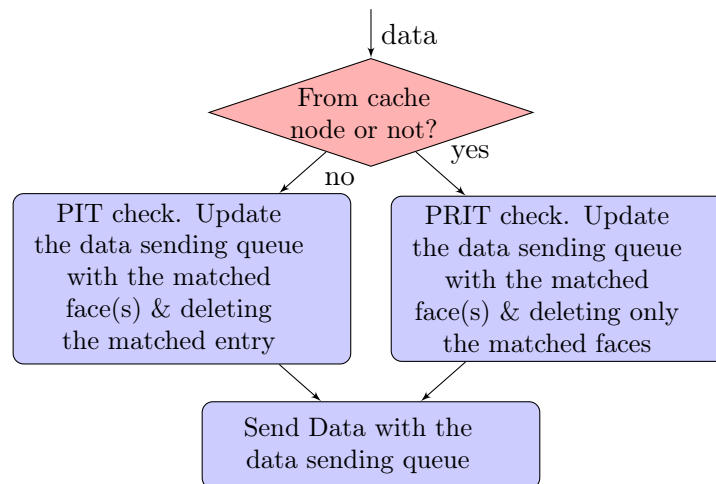 data
From cache
node or not?
no
yes
PIT check. Update
the data sending queue
with the matched
face(s) & deleting
the matched entry
PRIT check. Update
the data sending queue
with the matched
face(s) & deleting only
the matched faces
Send Data with the
data sending queue